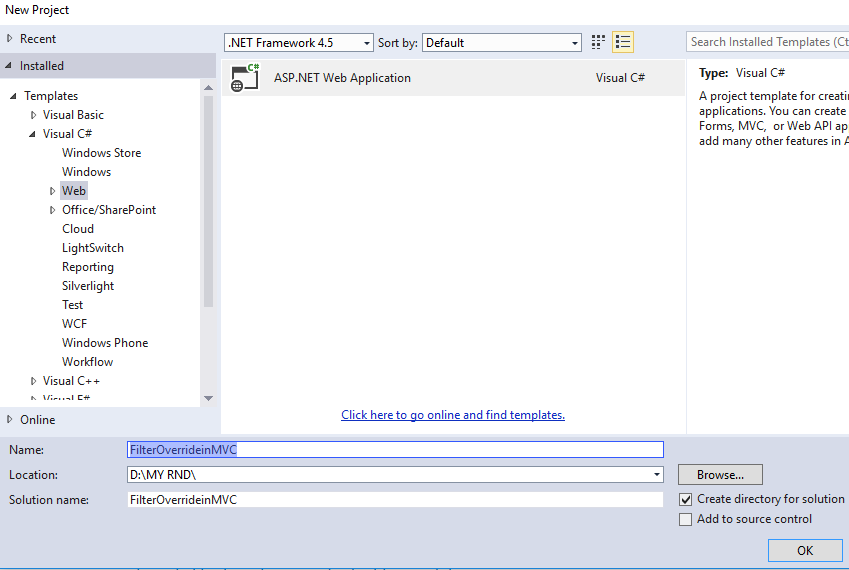 New Project
Recent
.NET Framework 4.5
Sort by:
Default
Search Installed Templates (Ct
Installed
Templates
Visual Basic
Visual C#
Windows Store
Windows
Web
Office/SharePoint
Cloud
LightSwitch
Reporting
Silverlight
Test
WCF
Windows Phone
Workflow
Visual C++
Visual F#
Online
C#
ASP.NET Web Application
Visual C#
Click here to go online and find templates.
Type: Visual C#
A project template for creatin
applications. You can create
Forms, MVC, or Web API ap
add many other features in A
Name:
FilterOverrideinMVC
Location:
D:\MY RND\
Browse...
Solution name:
FilterOverrideinMVC
Create directory for solution
Add to source control
OK